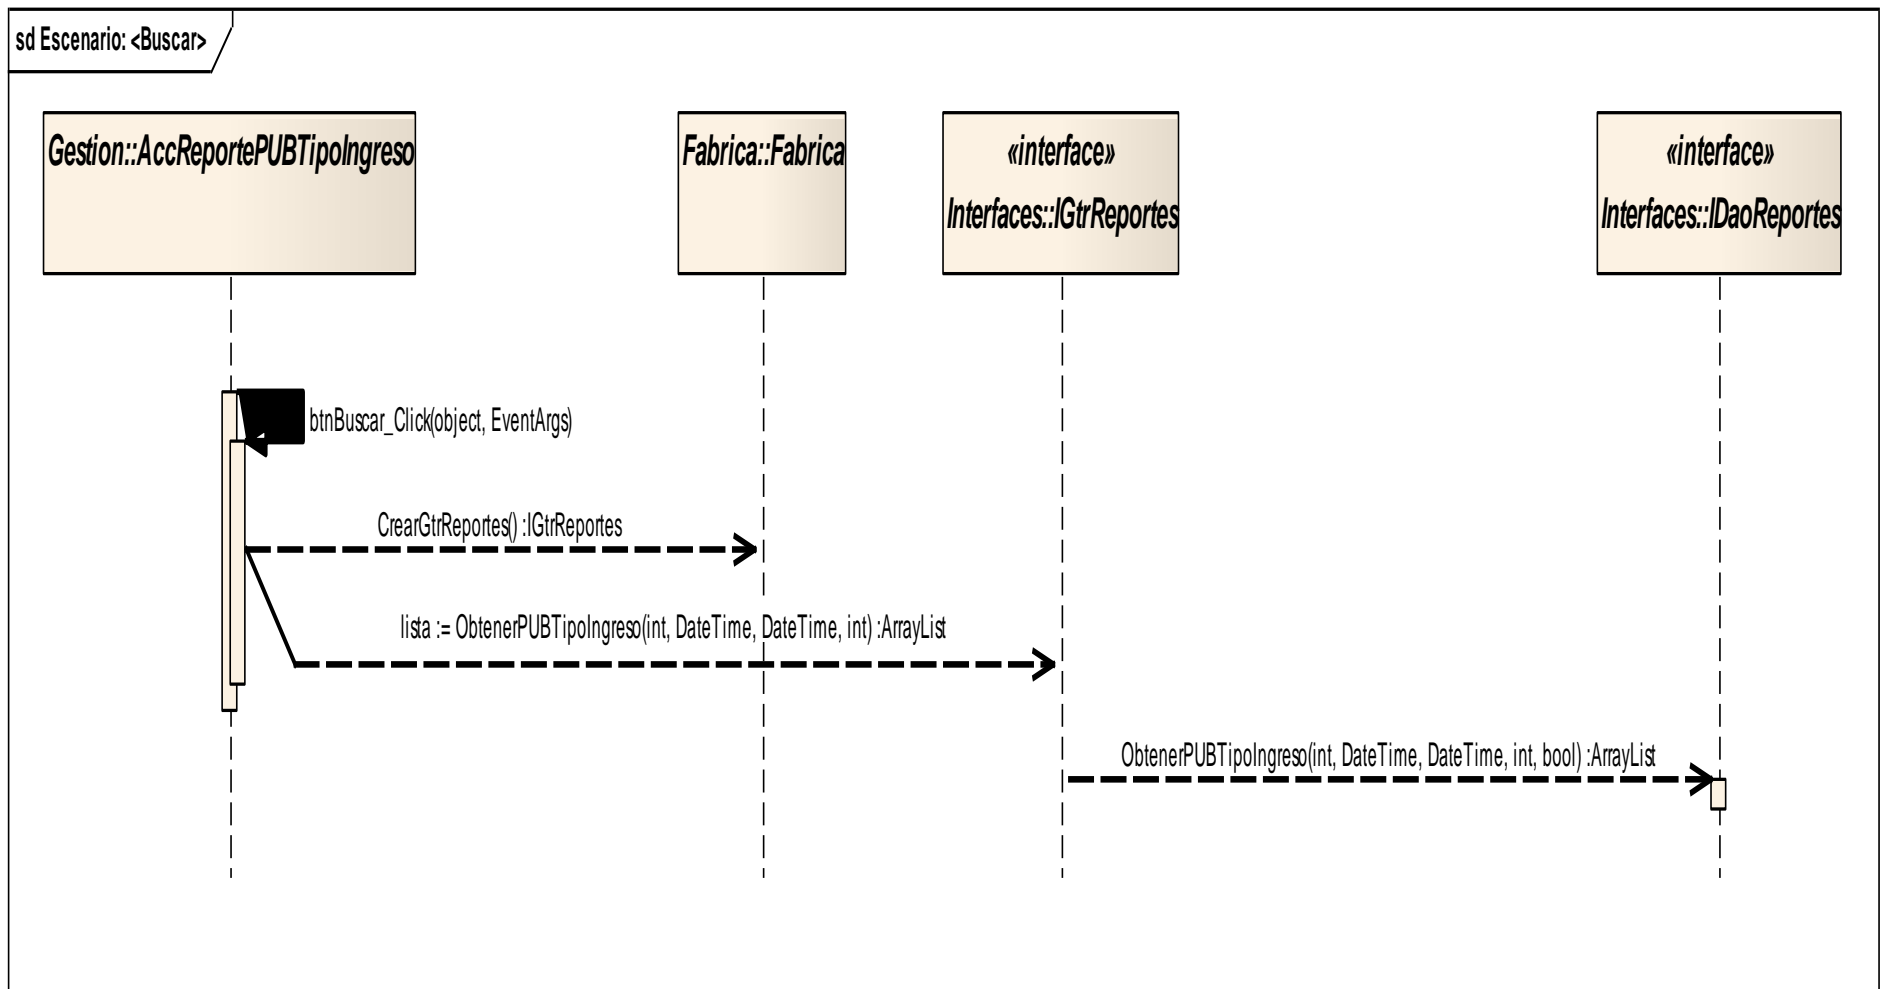 sd Escenario: <Buscar>
Gestion::AccReportePUBTipoIngreso
Fabrica::Fabrica
«interface»
Interfaces::IGtrReportes
«interface»
Interfaces::IDaoReportes
btnBuscar_Click(object, EventArgs)
CrearGtrReportes() :IGtrReportes
lista := ObtenerPUBTipoIngreso(int, DateTime, DateTime, int) :ArrayList
ObtenerPUBTipoIngreso(int, DateTime, DateTime, int, bool) :ArrayList